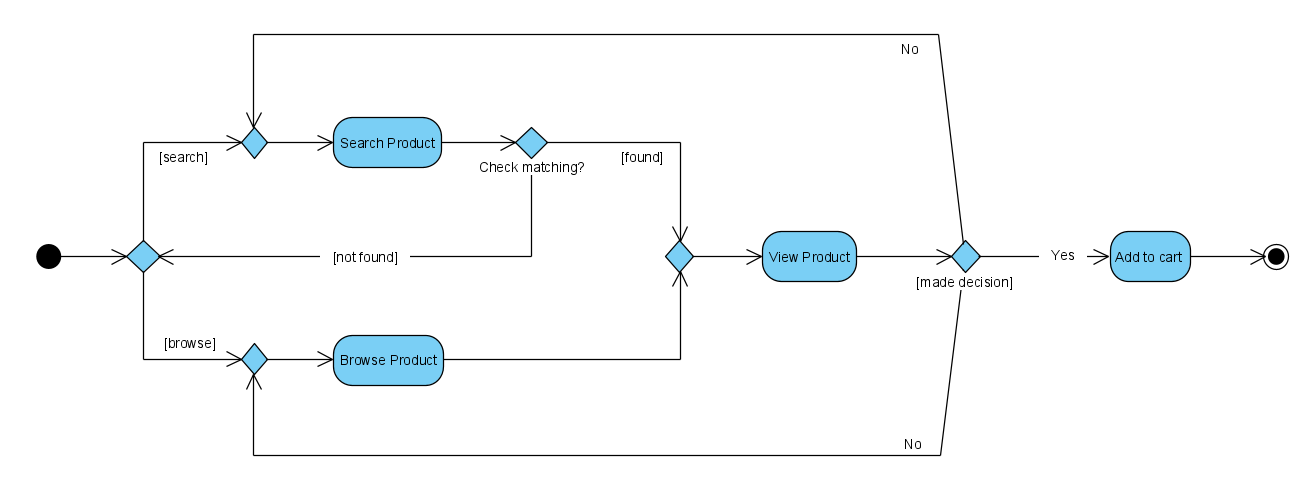 No
[search]
Search Product
Check matching?
[found]
[not found]
View Product
[made decision]
Yes
Add to cart
[browse]
Browse Product
No